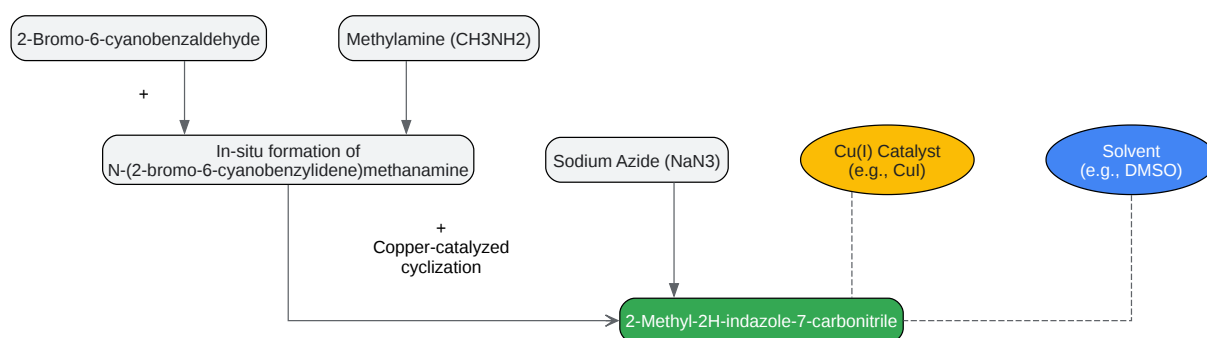 2-Bromo-6-cyanobenzaldehyde
Methylamine (CH3NH2)
+
In-situ formation of
N-(2-bromo-6-cyanobenzylidene)methanamine
Sodium Azide (NaN3)
Cu(I) Catalyst
(e.g., CuI)
Solvent
(e.g., DMSO)
+
Copper-catalyzed
cyclization
2-Methyl-2H-indazole-7-carbonitrile